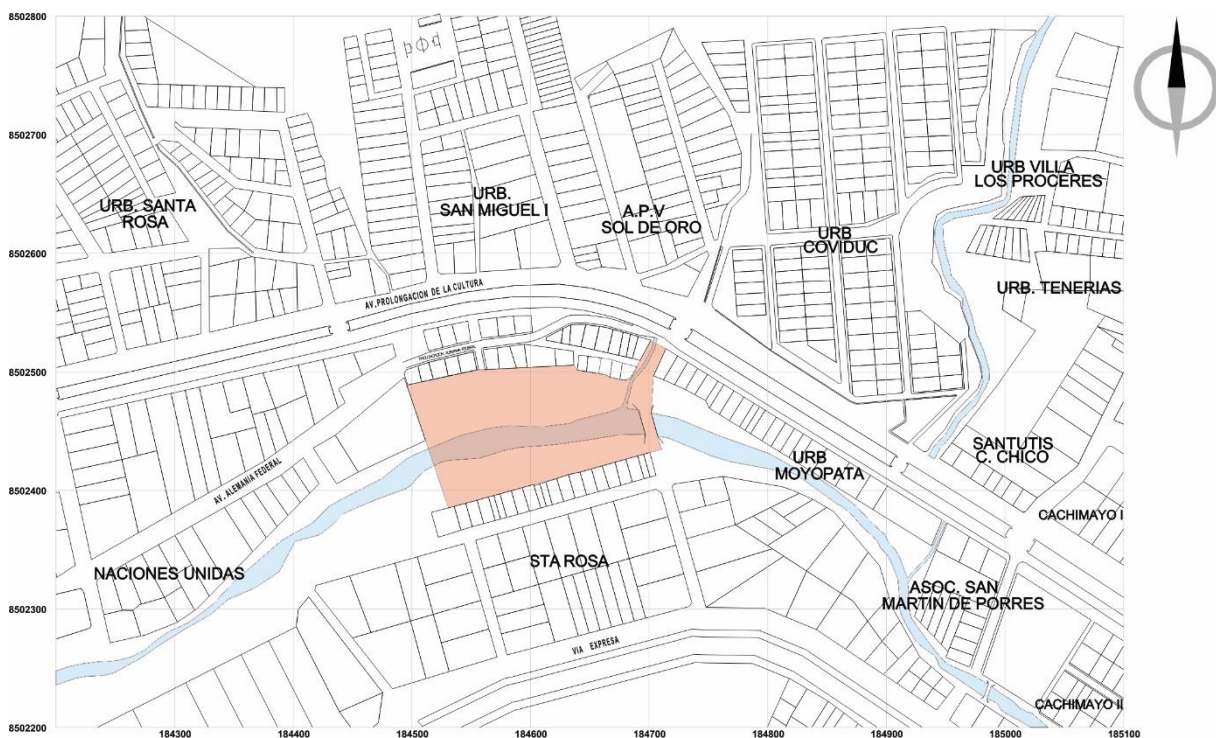 8502800
8502700
URB VILLA
LOS PROCERES
URB. SANTA
ROSA
URB.
SAN MIGUEL I
A.P.V
SOL DE ORO
URB
COVIDUC
8502600
URB. TENERIAS
AV. PROLONGACION DE LA CULTURA
8502500
SANTUTIS
C. CHICO
URB
MOYOPATA
AV. ALEMANIA FEDERAL
8502400
CACHIMAYO I
STA ROSA
NACIONES UNIDAS
ASOC. SAN
MARTIN DE PORRES
8502300
VIA EXPRESA
CACHIMAYO II
8502200
184300
184400
184500
184600
184700
184800
184900
185000
185100